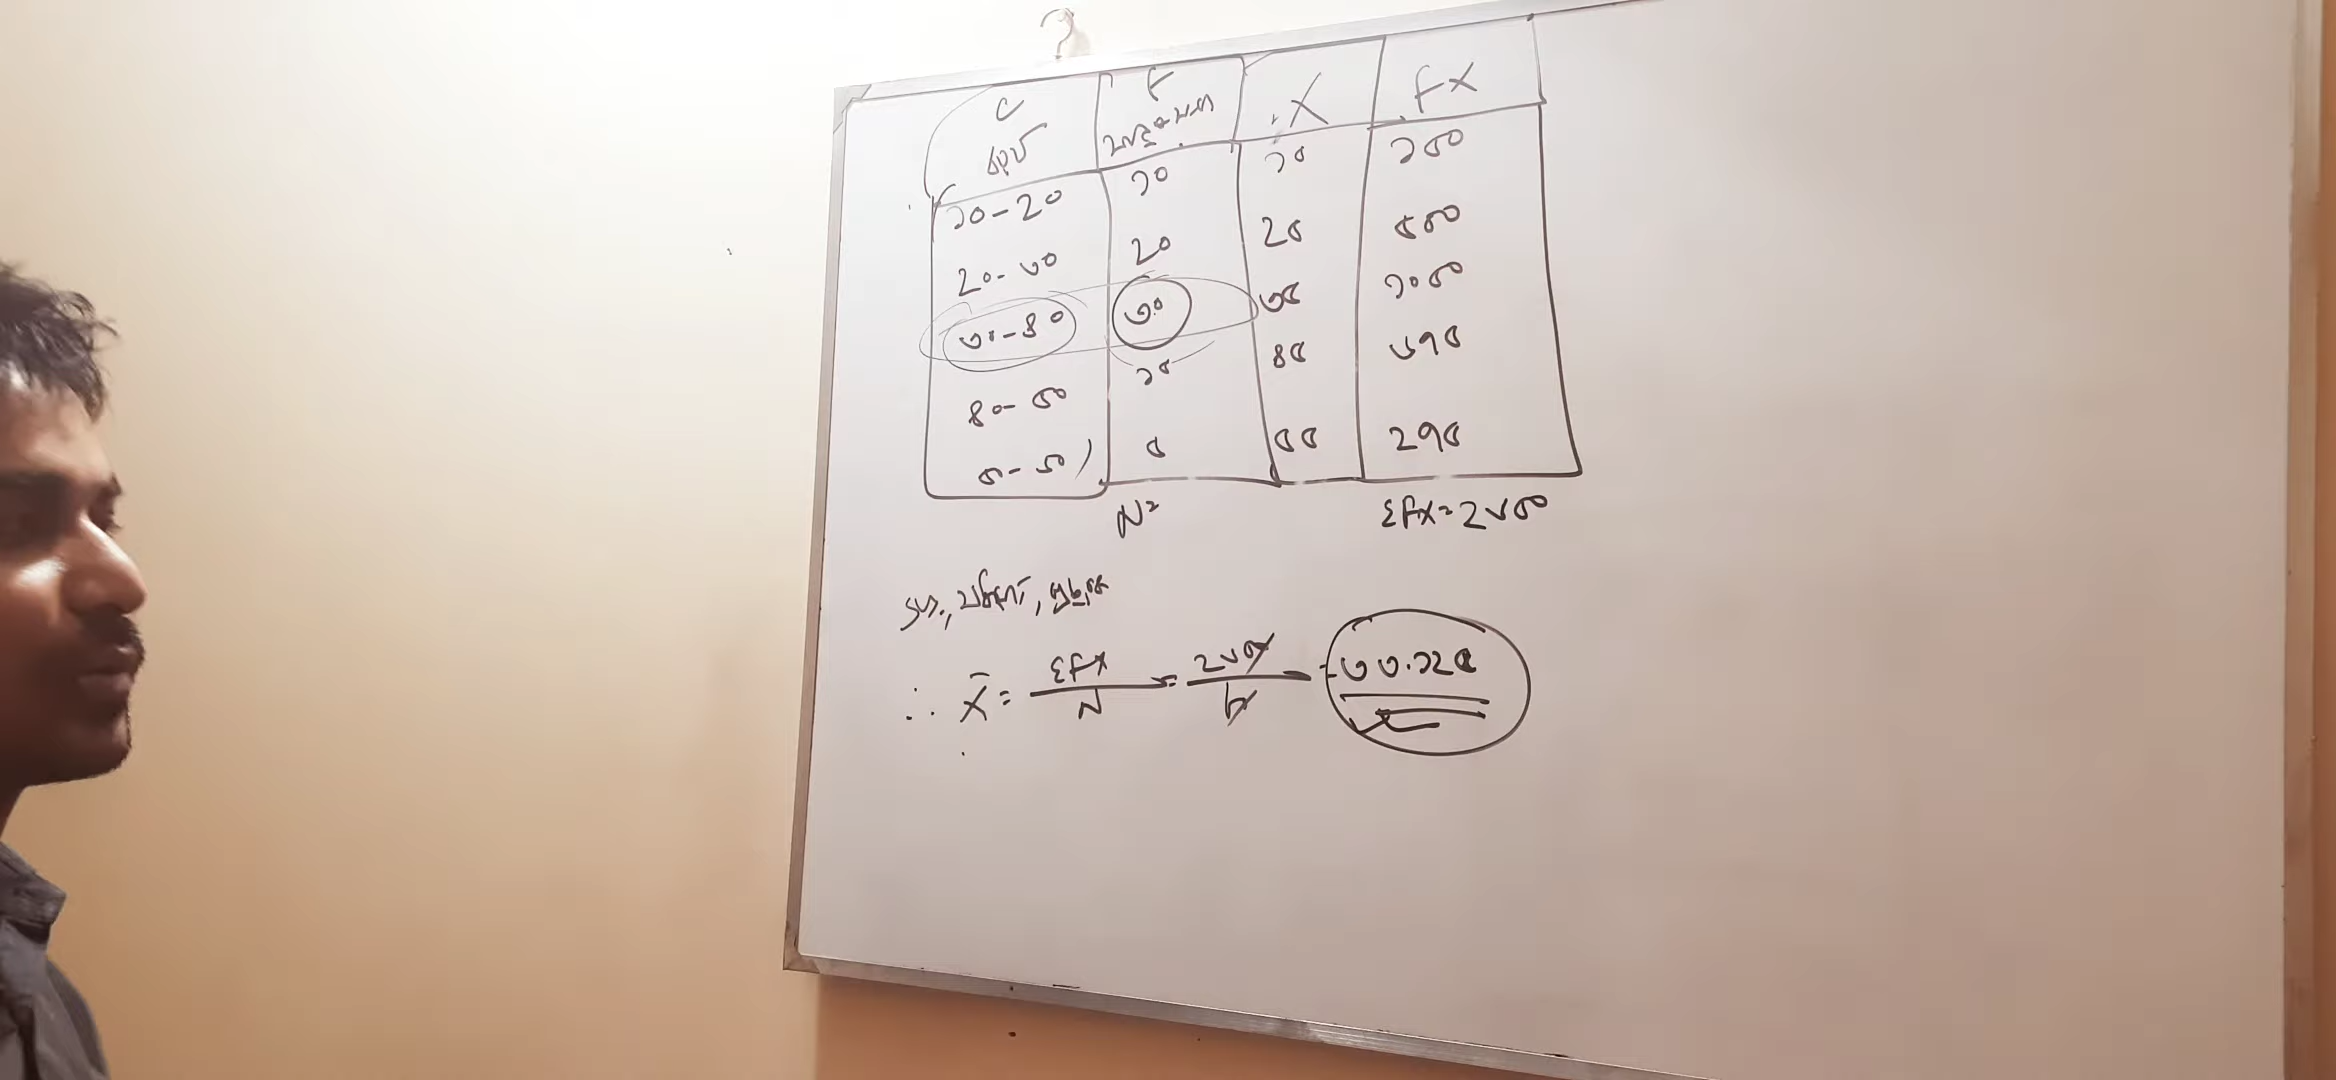 C F X FX
১০-২০ ১০ ১৫ ১৫০
২০-৩০ ২০ ২৫ ৫০০
৩০-৪০ ৩০ ৩৫ ১০৫০
৪০-৫০ ১৫ ৪৫ ৬৭৫
৫০-৬০ ৫ ৫৫ ২৭৫
N= ΣFX=২৬৫০
∴ X̄ = ΣFX/N = ২৬৫০/৮০ = ৩৩.১২৫